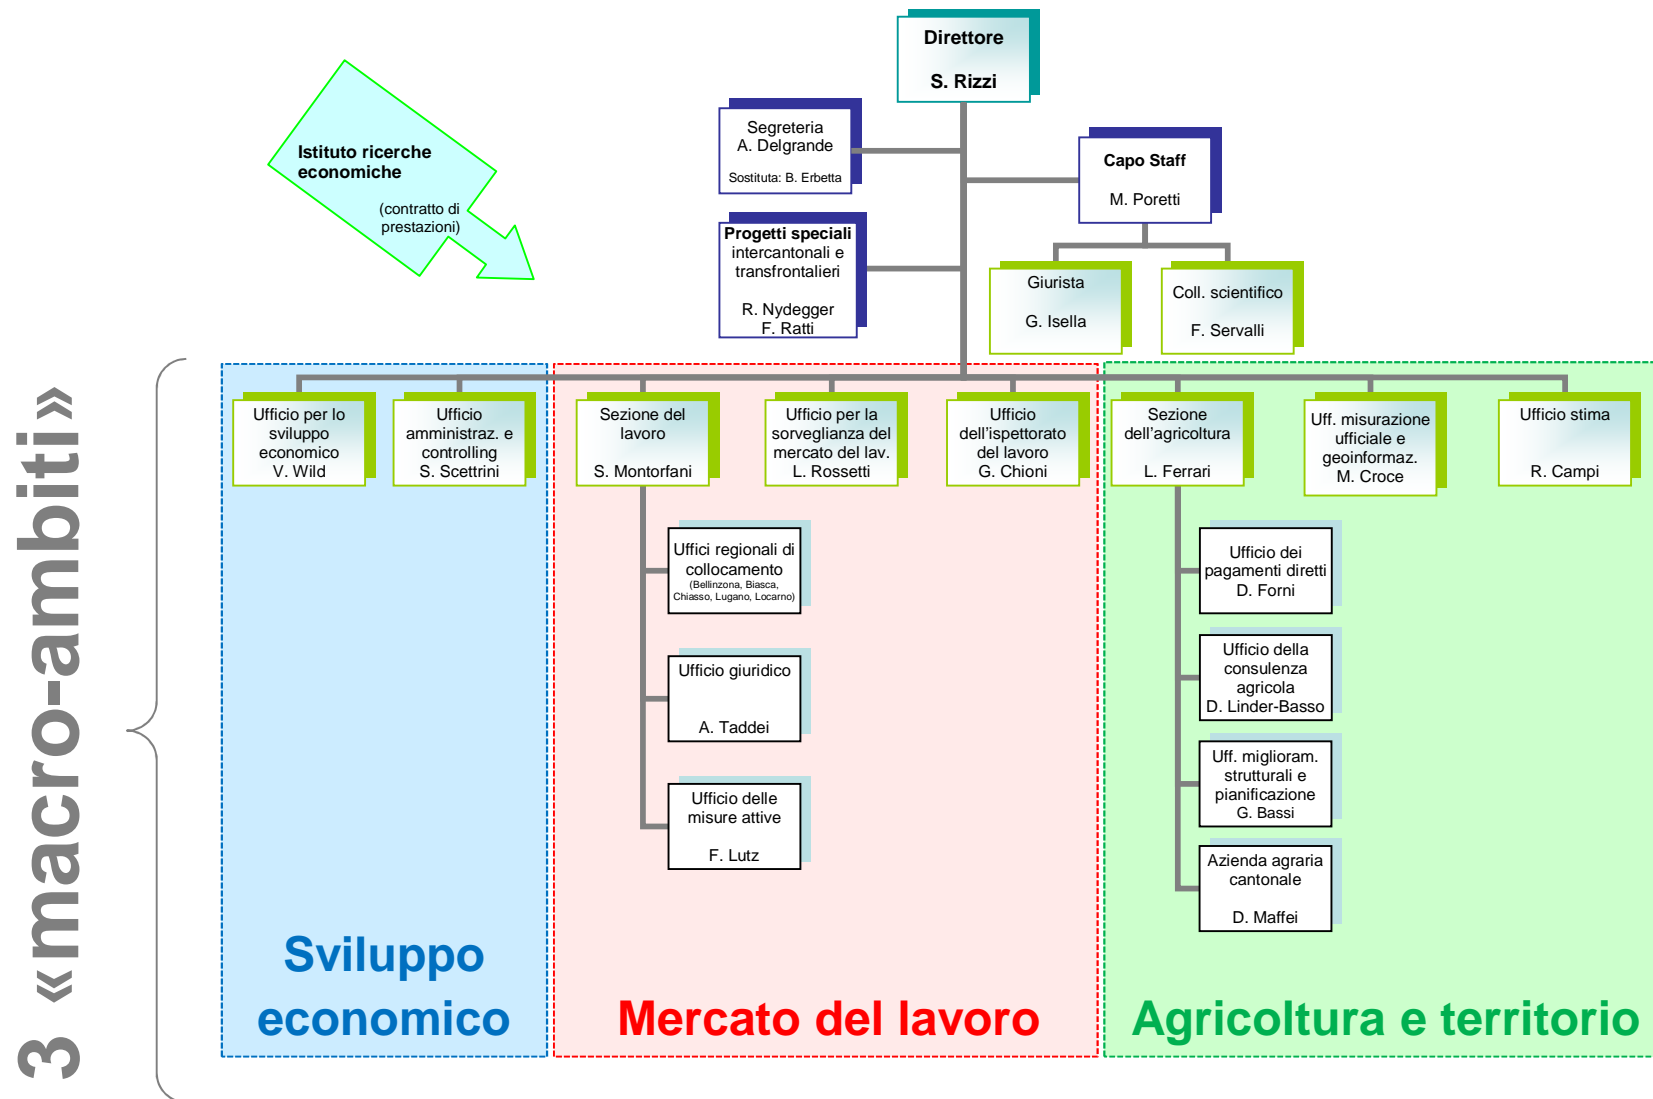 Direttore
S. Rizzi
Segreteria
A. Delgrande
Sostituta: B. Erbetta
Capo Staff
M. Poretti
Istituto ricerche
economiche
(contratto di
prestazioni)
Progetti speciali
intercantonali e
transfrontalieri
R. Nydegger
F. Ratti
Giurista
G. Isella
Coll. scientifico
F. Servalli
3 «macro-ambiti»
Ufficio per lo
sviluppo
economico
V. Wild
Ufficio
amministraz. e
controlling
S. Scettrini
Sezione del
lavoro
S. Montorfani
Ufficio per la
sorveglianza del
mercato del lav.
L. Rossetti
Ufficio
dell'ispettorato
del lavoro
G. Chioni
Sezione
dell'agricoltura
L. Ferrari
Uff. misurazione
ufficiale e
geoinformaz.
M. Croce
Ufficio stima
R. Campi
Uffici regionali di
collocamento
(Bellinzona, Biasca,
Chiasso, Lugano, Locarno)
Ufficio giuridico
A. Taddei
Ufficio delle
misure attive
F. Lutz
Ufficio dei
pagamenti diretti
D. Forni
Ufficio della
consulenza
agricola
D. Linder-Basso
Uff. miglioram.
strutturali e
pianificazione
G. Bassi
Azienda agraria
cantonale
D. Maffei
Sviluppo
economico
Mercato del lavoro
Agricoltura e territorio